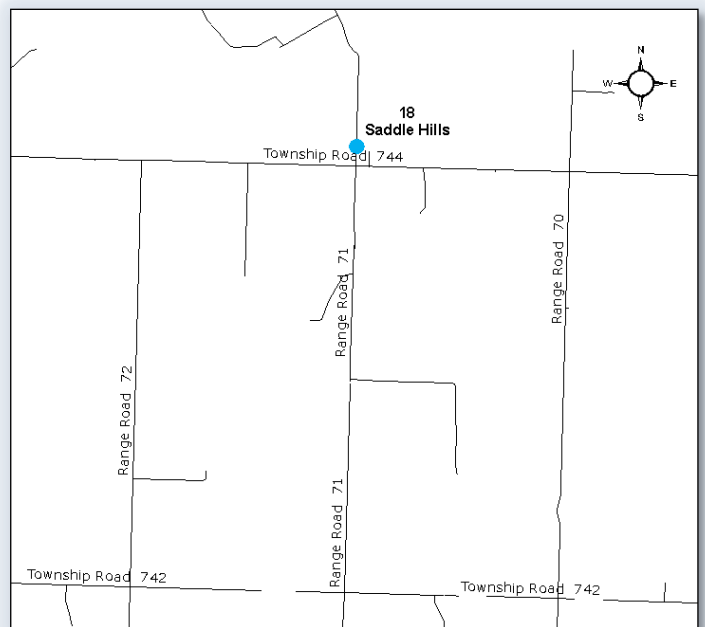 N
W E
S
18
Saddle Hills
Township Road 744
Range Road 70
Range Road 71
Range Road 72
Range Road 71
Township Road 742
Township Road 742